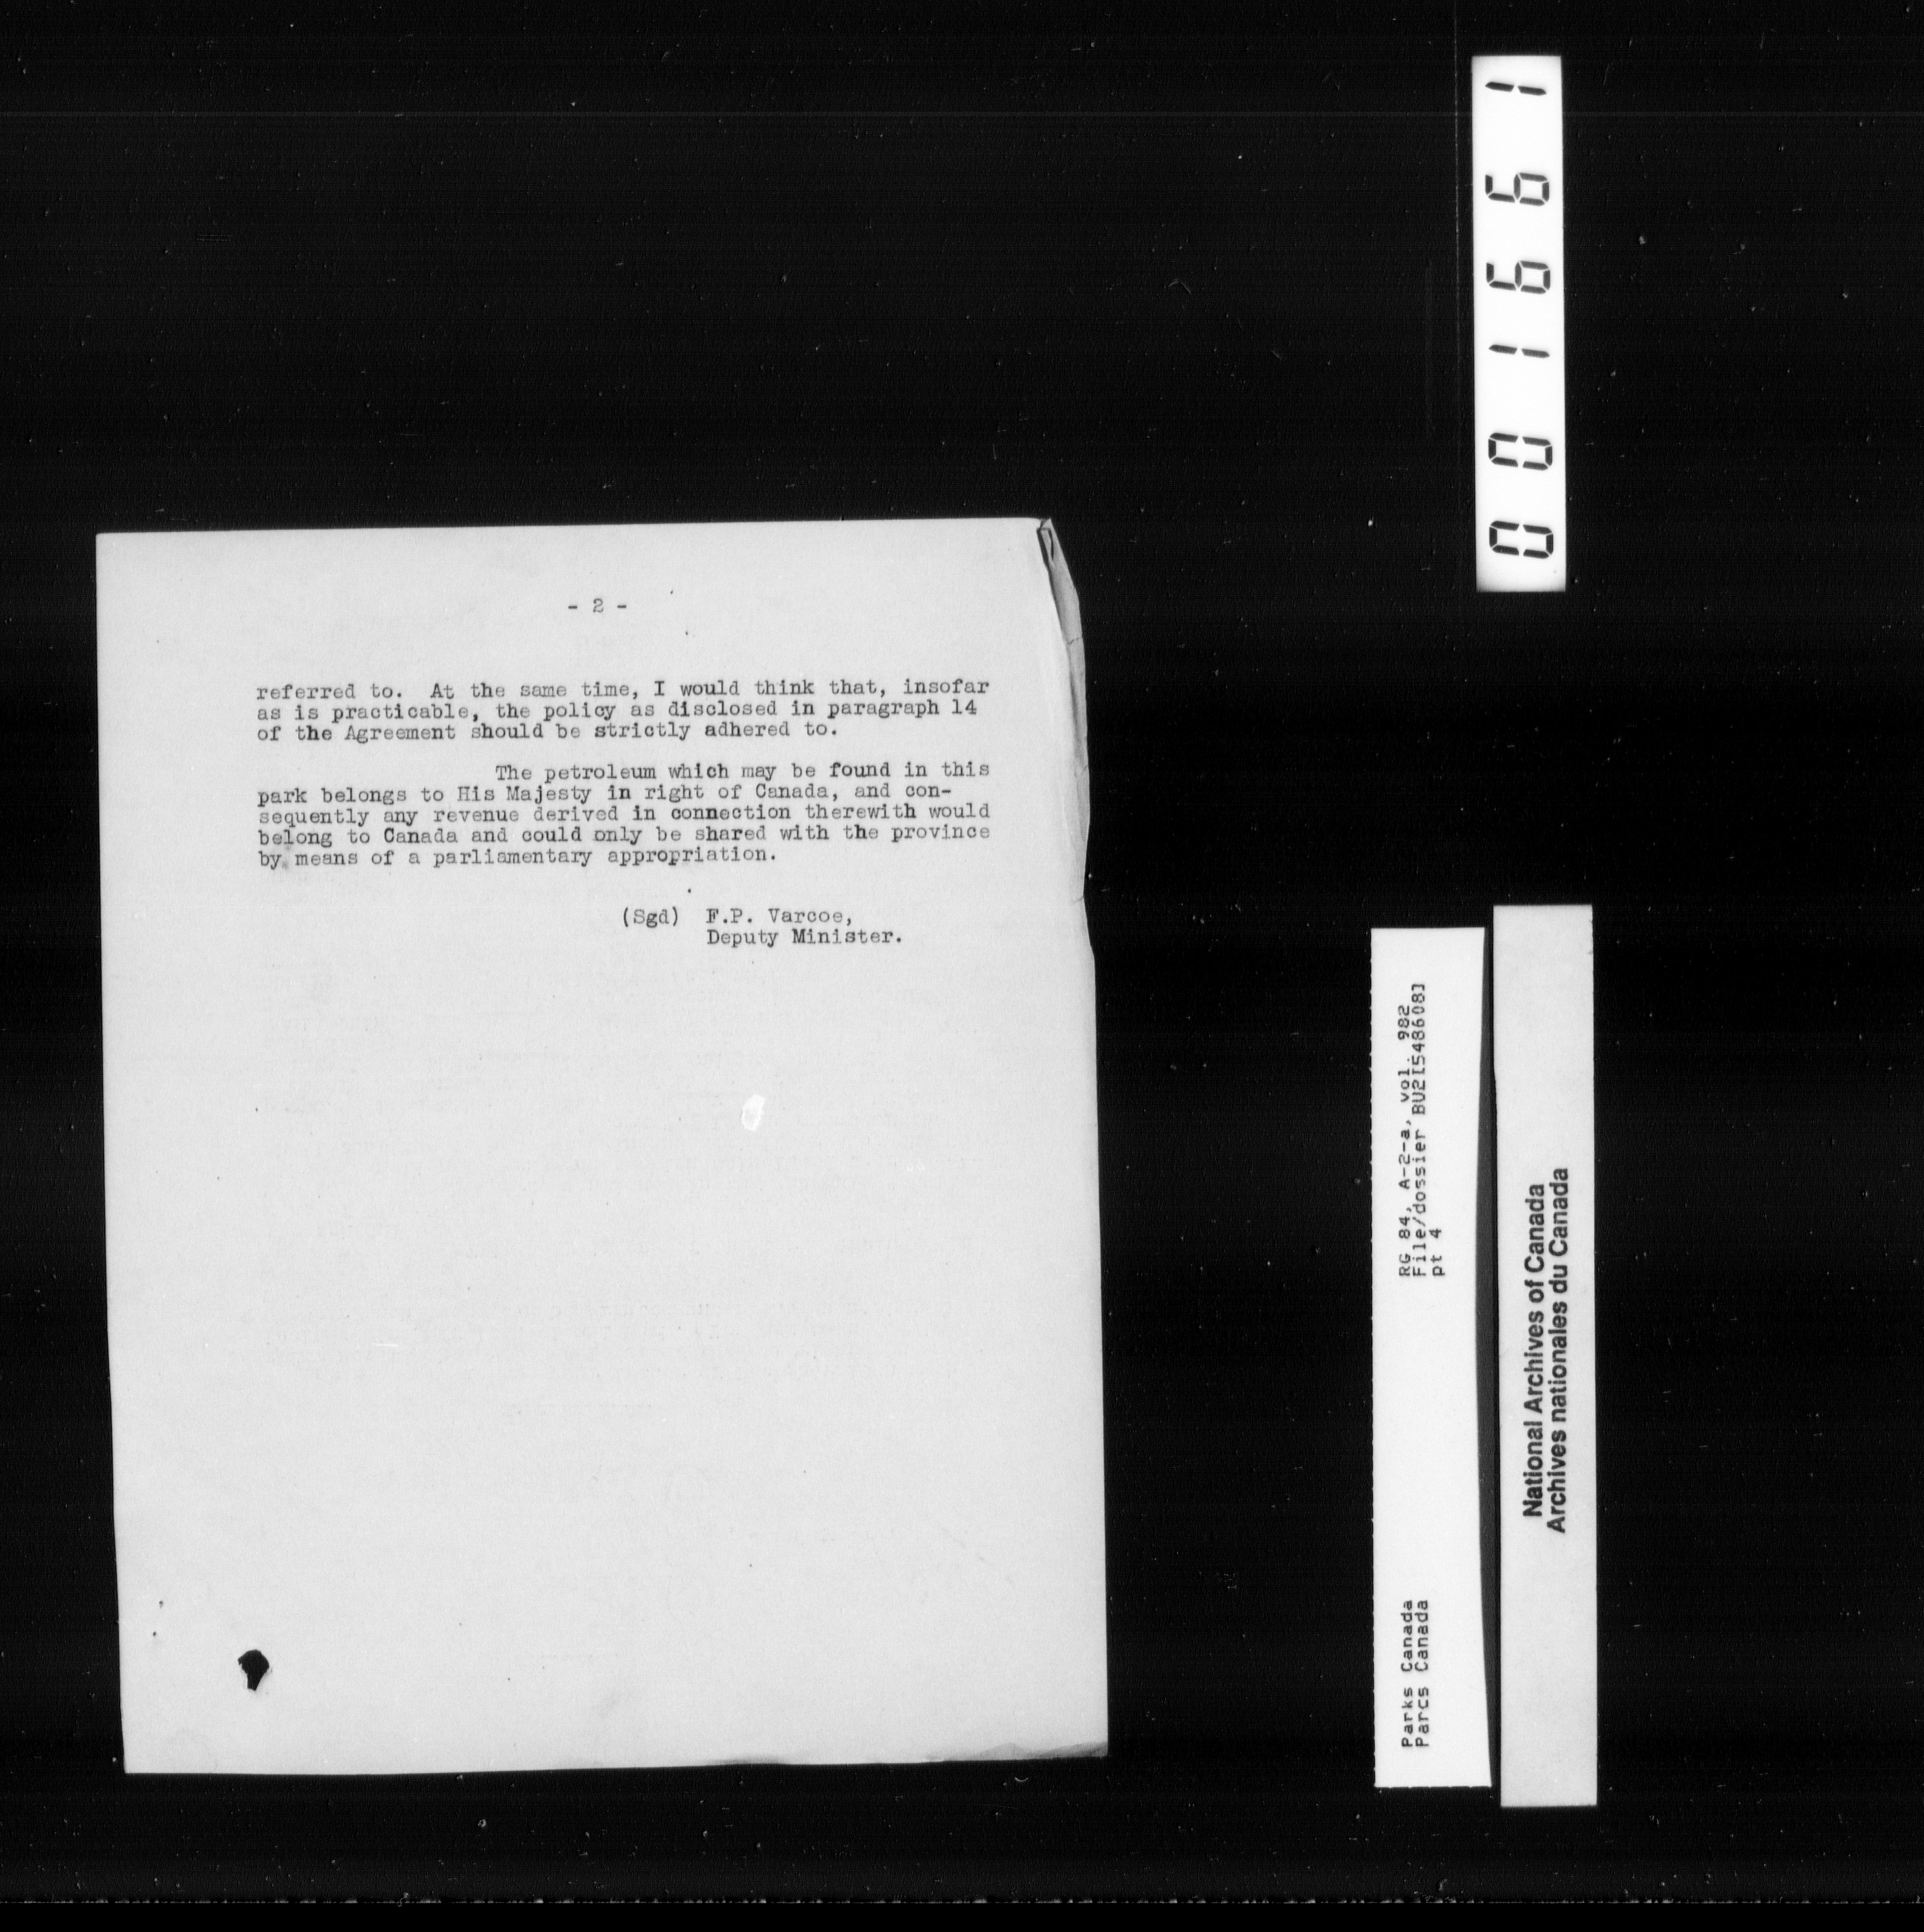 - 2 -
referred to. At the same time, I would think that, insofar
as is practicable, the policy as disclosed in paragraph 14
of the Agreement should be strictly adhered to.
The petroleum which may be found in this
park belongs to His Majesty in right of Canada, and con-
sequently any revenue derived in connection therewith would
belong to Canada and could only be shared with the province
by means of a parliamentary appropriation.
(Sgd) F.P. Varcoe,
Deputy Minister.
001661
RG 84, A-2-a, vol. 982
File/dossier BU2[548608]
pt 4
Parks Canada
Parcs Canada
National Archives of Canada
Archives nationales du Canada